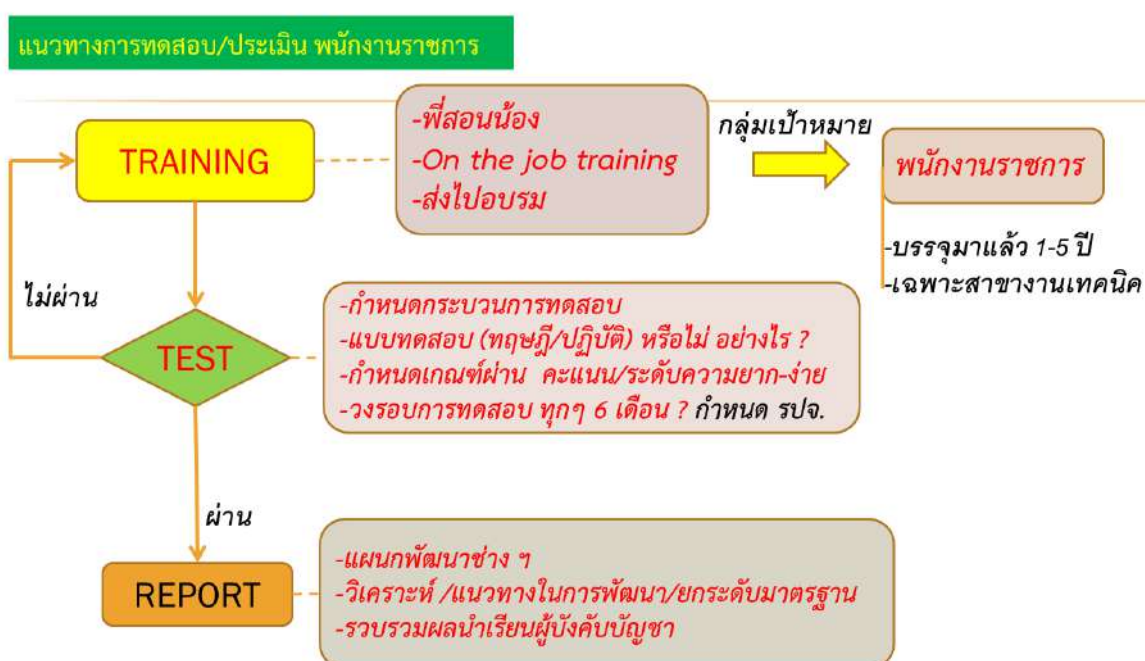 แนวทางการทดสอบ/ประเมิน พนักงานราชการ
TRAINING
-พี่สอนน้อง
-On the job training
-ส่งไปอบรม
กลุ่มเป้าหมาย
พนักงานราชการ
-บรรจุมาแล้ว 1-5 ปี
-เฉพาะสาขางานเทคนิค
ไม่ผ่าน
TEST
-กำหนดกระบวนการทดสอบ
-แบบทดสอบ (ทฤษฎี/ปฏิบัติ) หรือไม่ อย่างไร ?
-กำหนดเกณฑ์ผ่าน คะแนน/ระดับความยาก-ง่าย
-วงรอบการทดสอบ ทุกๆ 6 เดือน ? กำหนด รปจ.
ผ่าน
REPORT
-แผนกพัฒนาช่าง ฯ
-วิเคราะห์ /แนวทางในการพัฒนา/ยกระดับมาตรฐาน
-รวบรวมผลนำเรียนผู้บังคับบัญชา